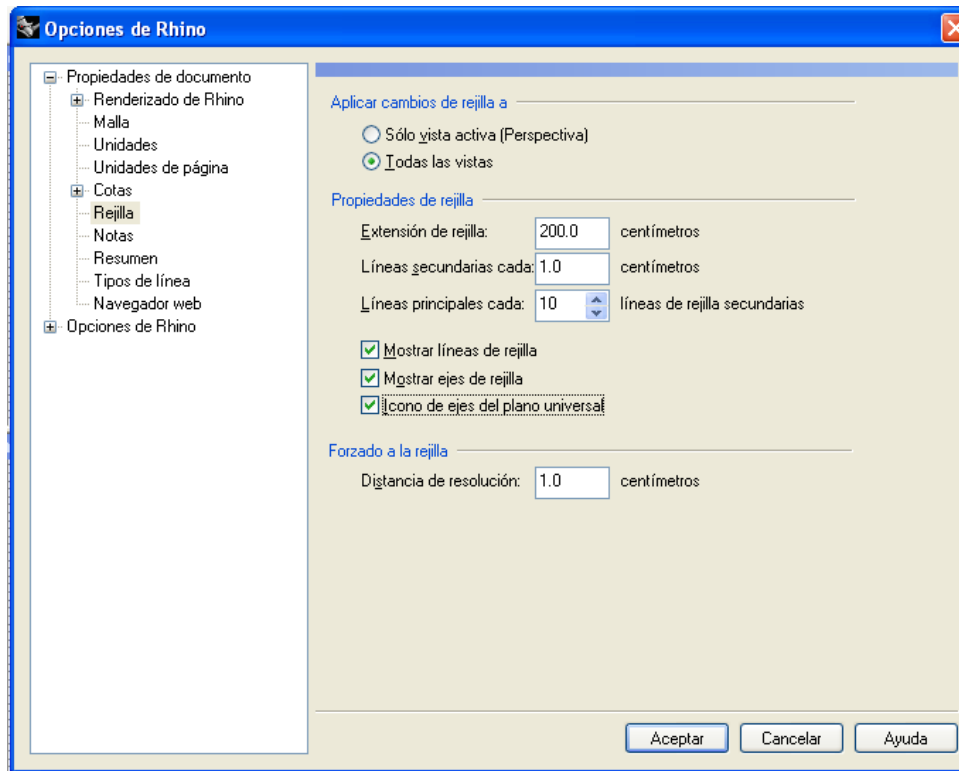 Opciones de Rhino
Propiedades de documento
Renderizado de Rhino
Malla
Unidades
Unidades de página
Cotas
Rejilla
Notas
Resumen
Tipos de línea
Navegador web
Opciones de Rhino
Aplicar cambios de rejilla a
Sólo vista activa (Perspectiva)
Todas las vistas
Propiedades de rejilla
Extensión de rejilla: 200.0 centímetros
Líneas secundarias cada: 1.0 centímetros
Líneas principales cada: 10 líneas de rejilla secundarias
Mostrar líneas de rejilla
Mostrar ejes de rejilla
Icono de ejes del plano universal
Forzado a la rejilla
Distancia de resolución: 1.0 centímetros
Aceptar Cancelar Ayuda